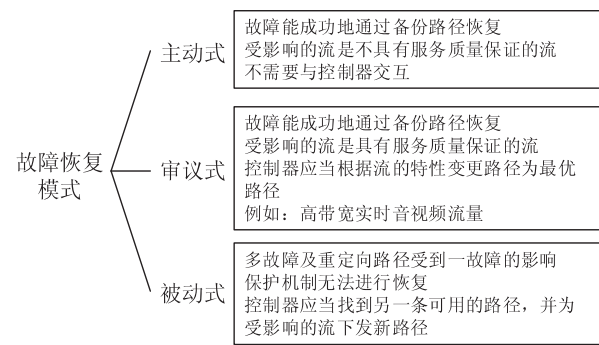 故障恢复
模式
主动式
故障能成功地通过备份路径恢复
受影响的流是不具有服务质量保证的流
不需要与控制器交互
审议式
故障能成功地通过备份路径恢复
受影响的流是具有服务质量保证的流
控制器应当根据流的特性变更路径为最优
路径
例如：高带宽实时音视频流量
被动式
多故障及重定向路径受到一故障的影响
保护机制无法进行恢复
控制器应当找到另一条可用的路径，并为
受影响的流下发新路径